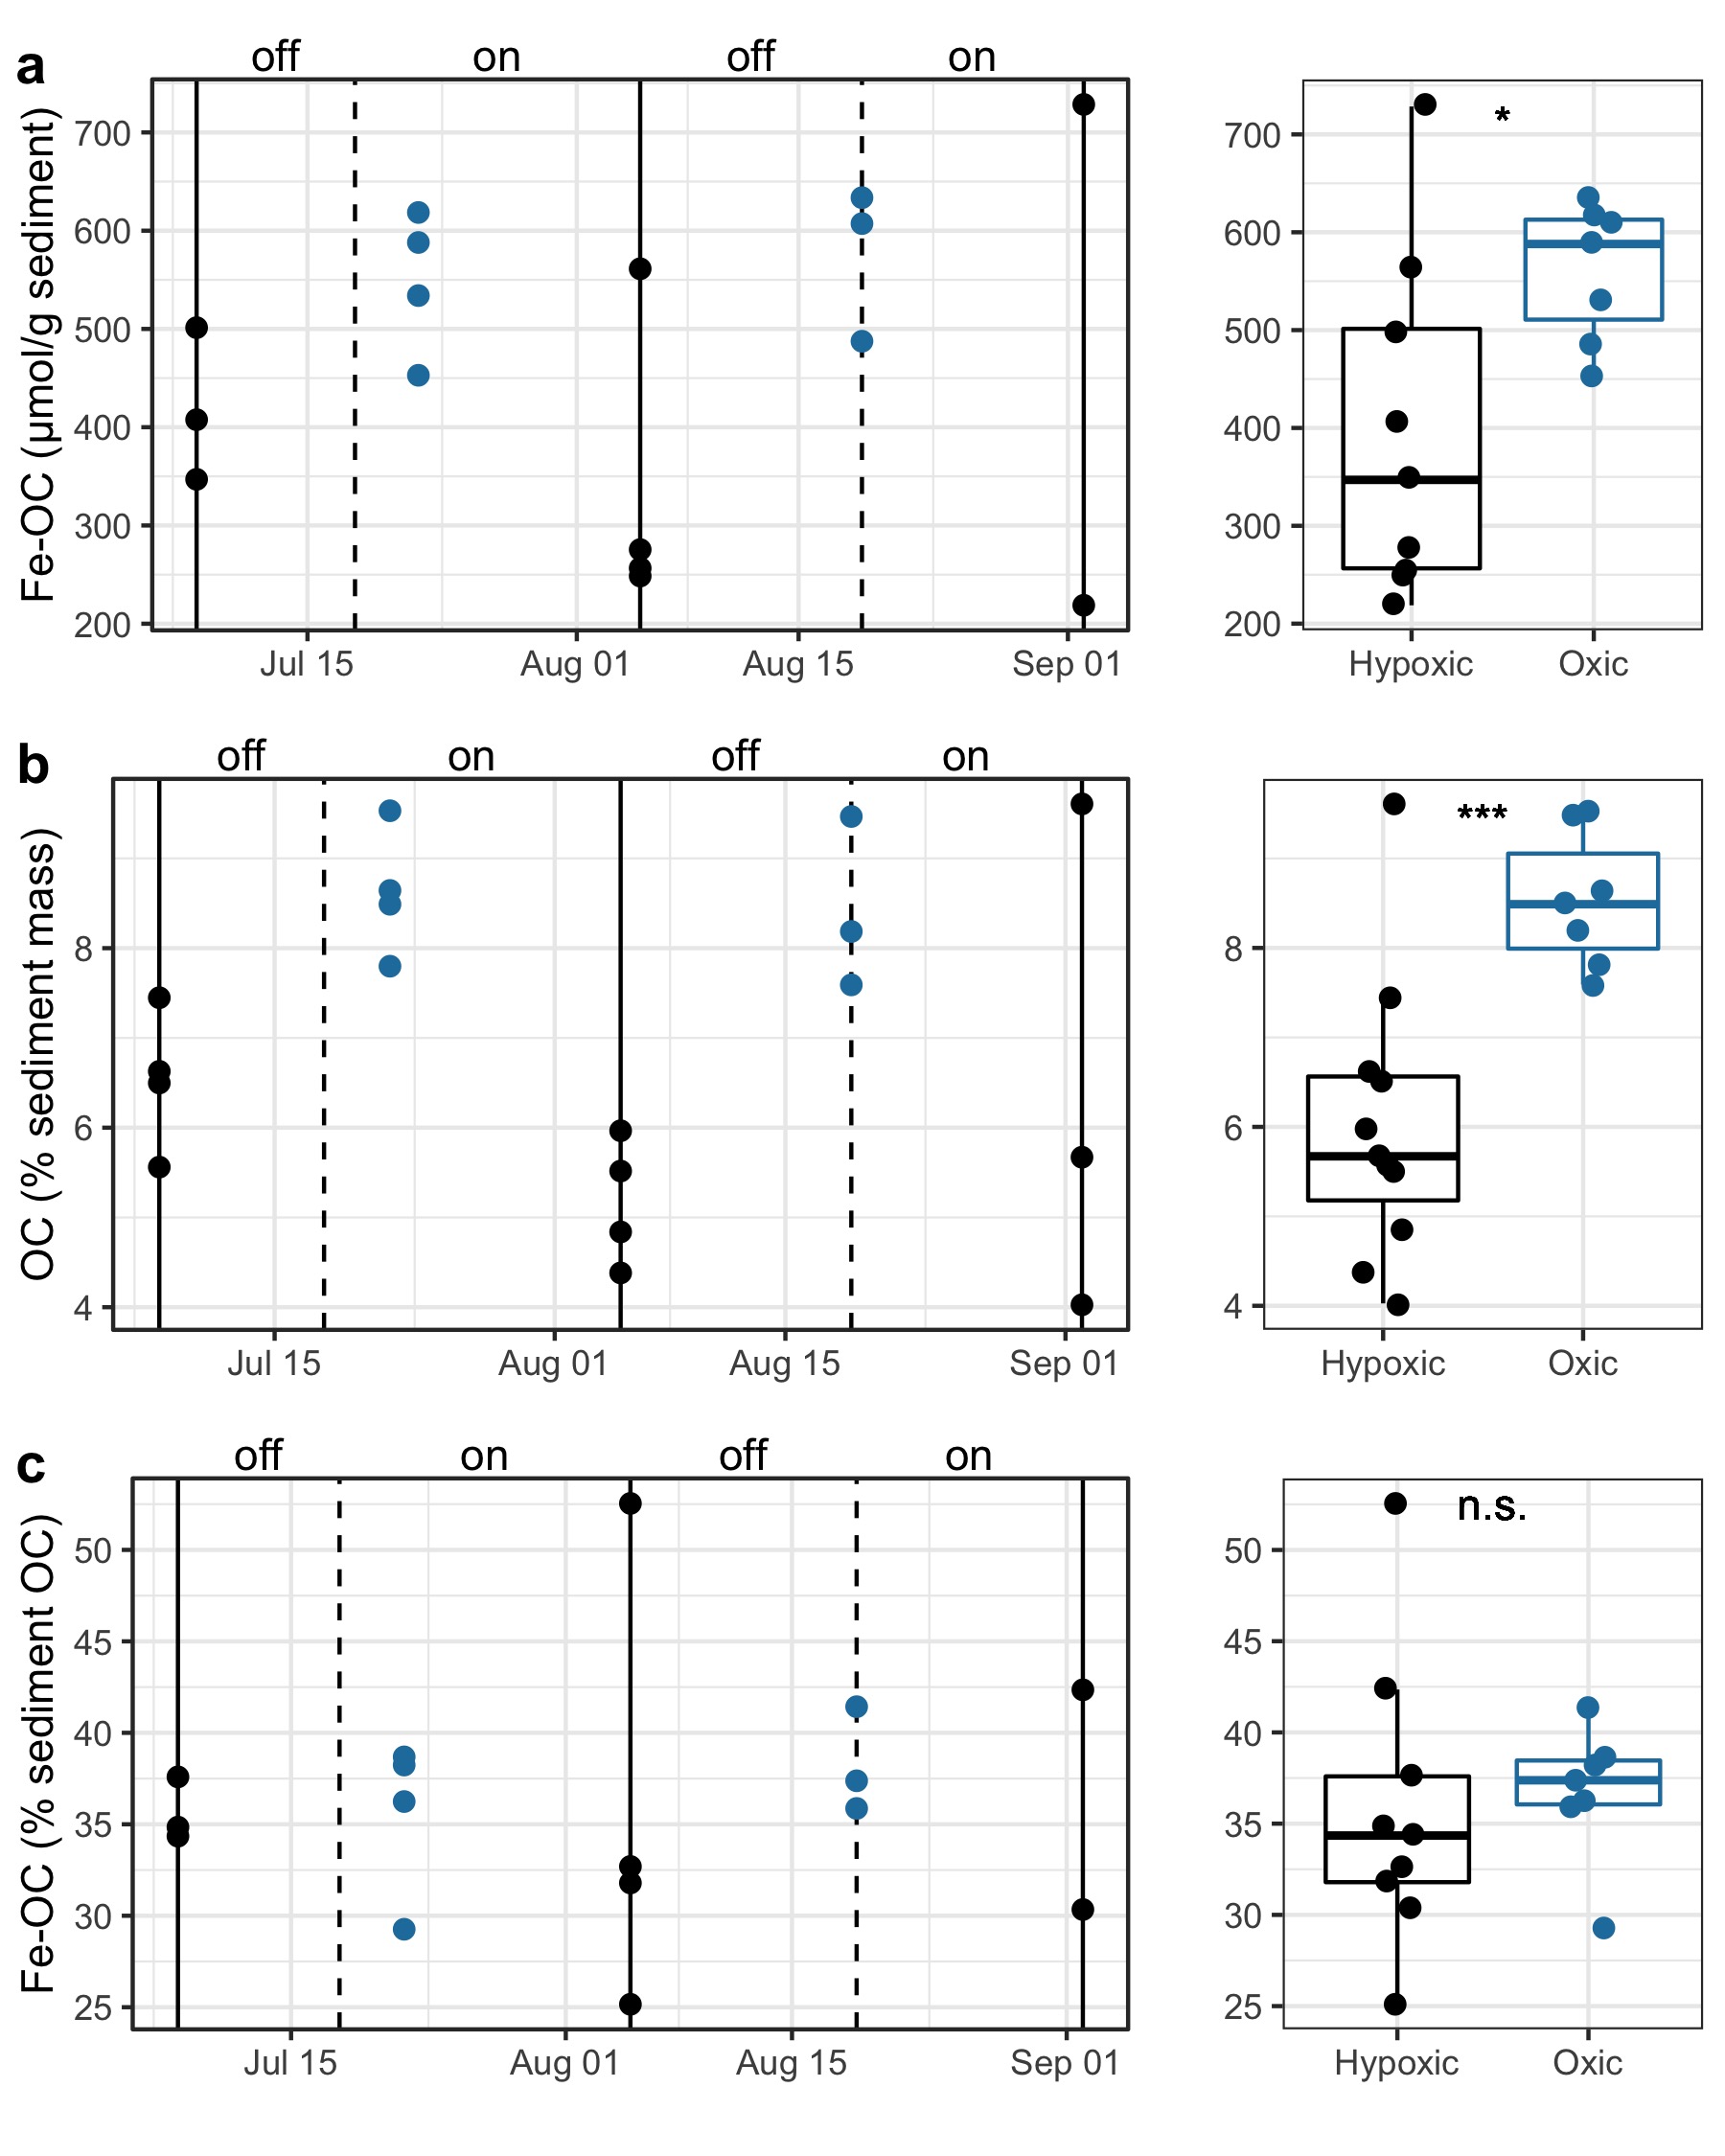 a
off on off on
Fe-OC (µmol/g sediment)
700
600
500
400
300
200
Jul 15 Aug 01 Aug 15 Sep 01
*
700
600
500
400
300
200
Hypoxic Oxic
b
off on off on
OC (% sediment mass)
8
6
4
Jul 15 Aug 01 Aug 15 Sep 01
***
8
6
4
Hypoxic Oxic
c
off on off on
Fe-OC (% sediment OC)
50
45
40
35
30
25
Jul 15 Aug 01 Aug 15 Sep 01
n.s.
50
45
40
35
30
25
Hypoxic Oxic